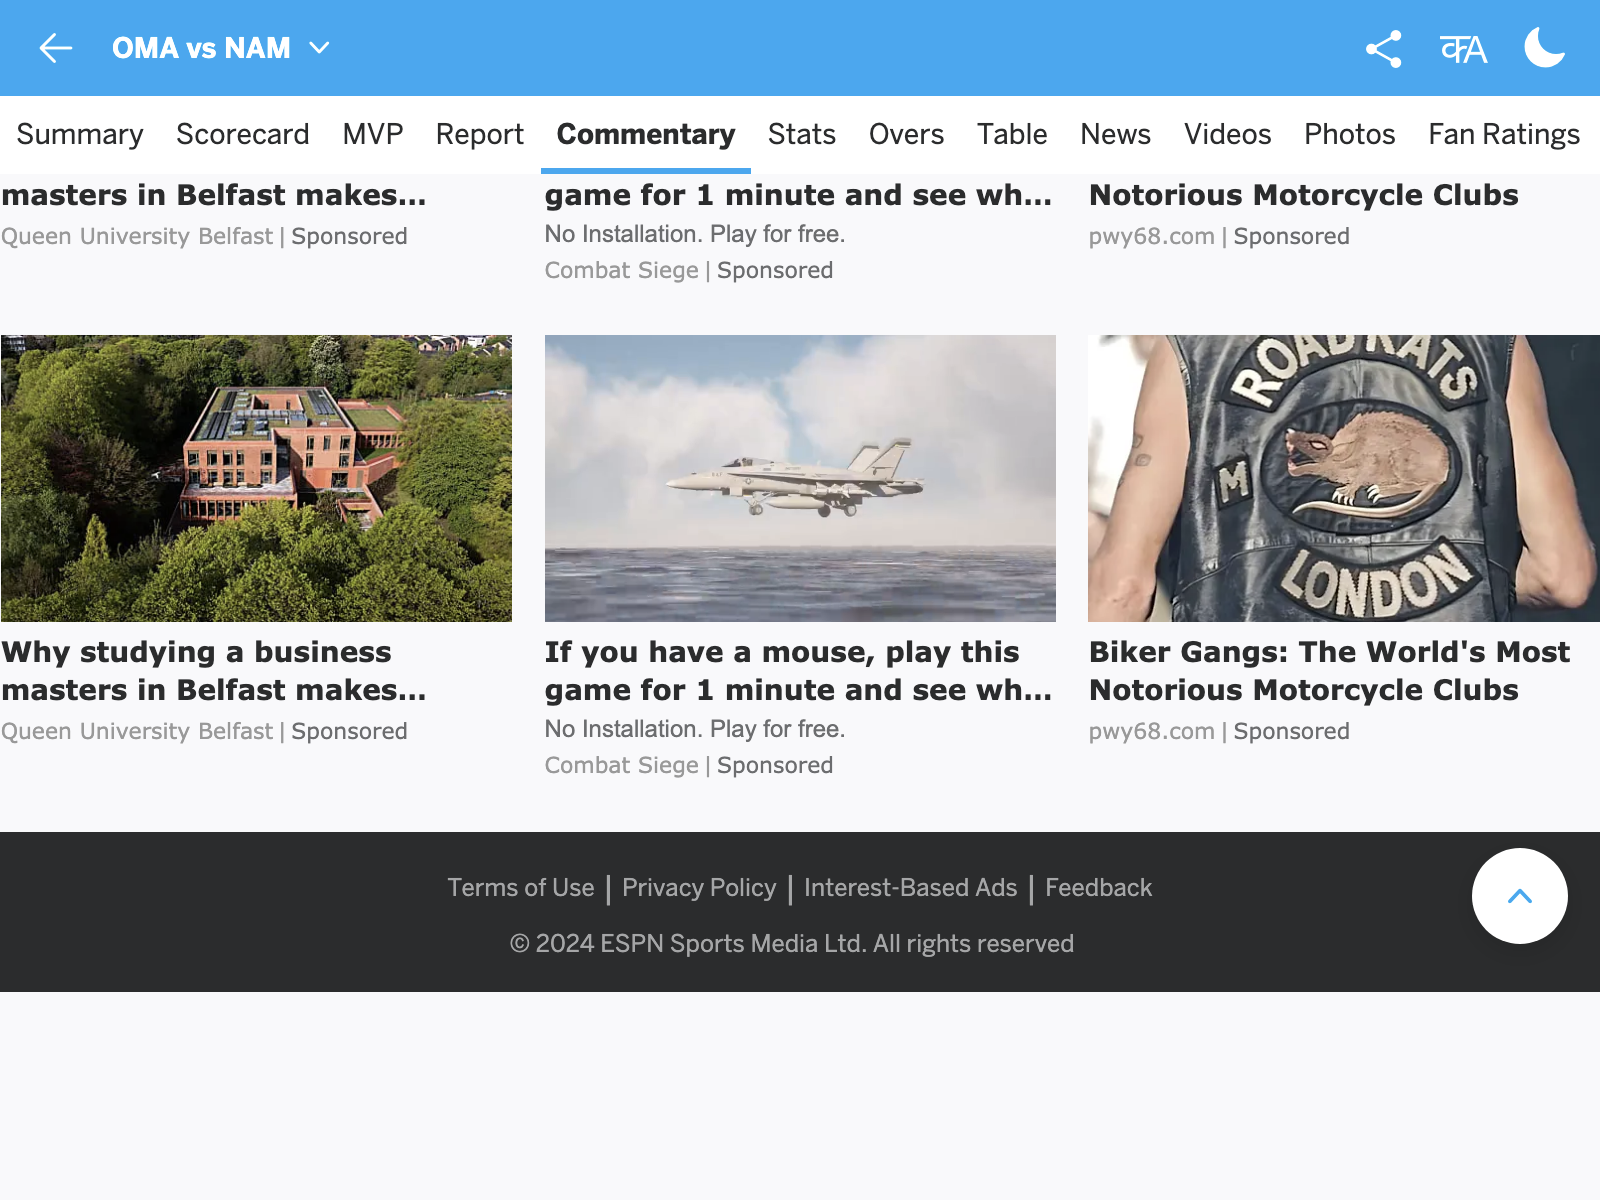 OMA vs NAM
कA
Summary Scorecard MVP Report Commentary Stats Overs Table News Videos Photos Fan Ratings
masters in Belfast makes...
Queen University Belfast | Sponsored
game for 1 minute and see wh...
No Installation. Play for free.
Combat Siege | Sponsored
Notorious Motorcycle Clubs
pwy68.com | Sponsored
ROAD RATS
M
LONDON
Why studying a business
masters in Belfast makes...
Queen University Belfast | Sponsored
If you have a mouse, play this
game for 1 minute and see wh...
No Installation. Play for free.
Combat Siege | Sponsored
Biker Gangs: The World's Most
Notorious Motorcycle Clubs
pwy68.com | Sponsored
Terms of Use | Privacy Policy | Interest-Based Ads | Feedback
© 2024 ESPN Sports Media Ltd. All rights reserved